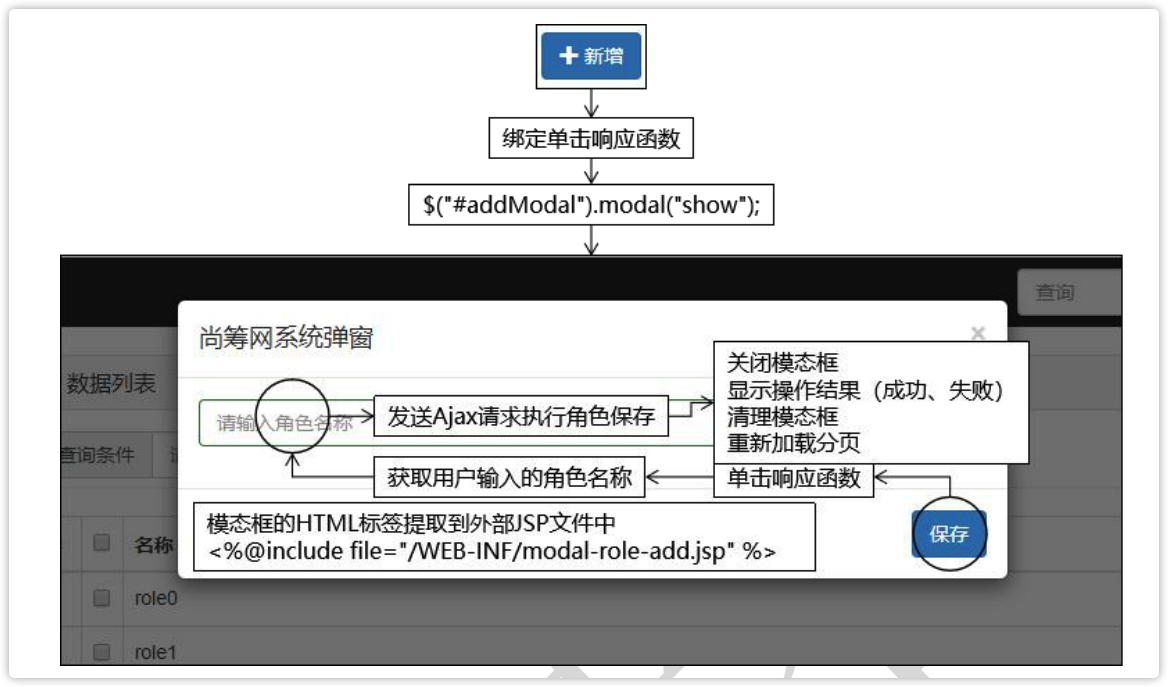 新增
绑定单击响应函数
$("#addModal").modal("show");
查询
尚筹网系统弹窗
×
数据列表
关闭模态框
显示操作结果（成功、失败）
清理模态框
重新加载分页
请输入角色名称
发送Ajax请求执行角色保存
查询条件
获取用户输入的角色名称
单击响应函数
模态框的HTML标签提取到外部JSP文件中
<%@include file="/WEB-INF/modal-role-add.jsp" %>
保存
名称
role0
role1